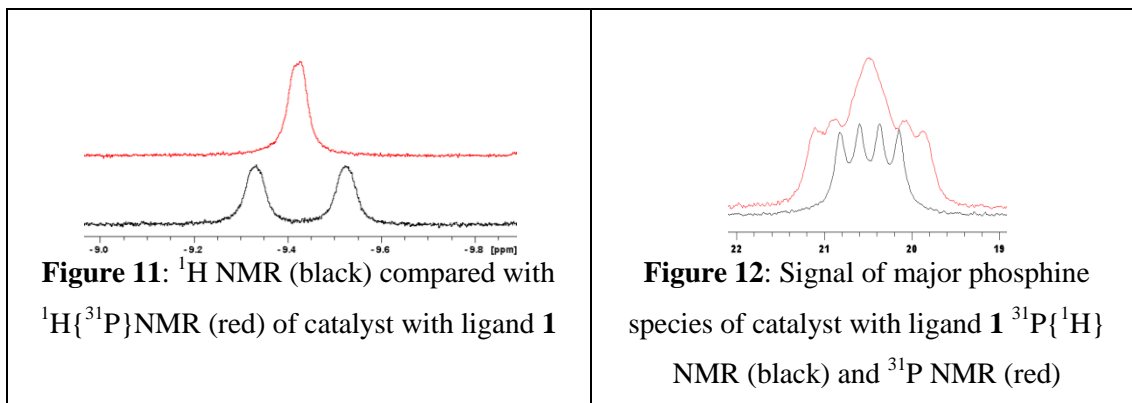 -9.0 -9.2 -9.4 -9.6 -9.8 [ppm]
Figure 11: ¹H NMR (black) compared with
¹H{³¹P}NMR (red) of catalyst with ligand 1
22 21 20 19
Figure 12: Signal of major phosphine
species of catalyst with ligand 1 ³¹P{¹H}
NMR (black) and ³¹P NMR (red)